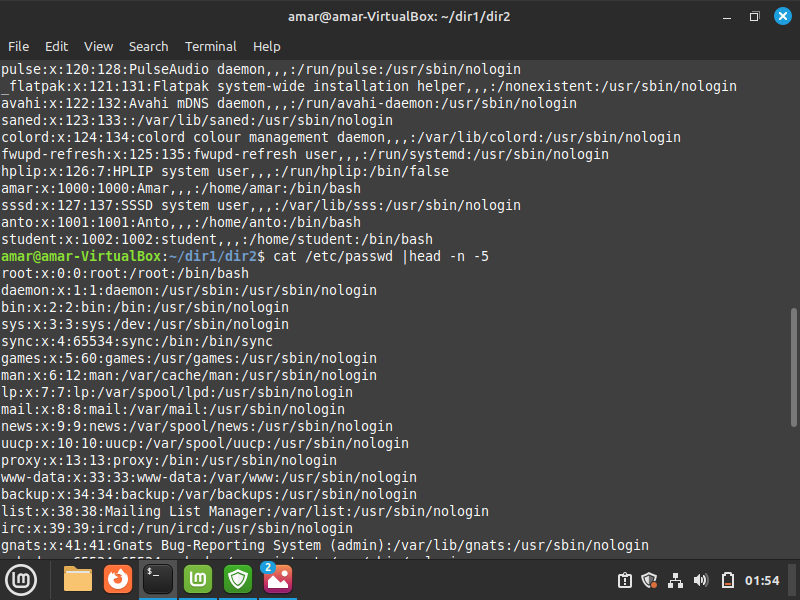 amar@amar-VirtualBox: ~/dir1/dir2
File Edit View Search Terminal Help
pulse:x:120:128:PulseAudio daemon,,,:/run/pulse:/usr/sbin/nologin
_flatpak:x:121:131:Flatpak system-wide installation helper,,,:/nonexistent:/usr/sbin/nologin
avahi:x:122:132:Avahi mDNS daemon,,,:/run/avahi-daemon:/usr/sbin/nologin
saned:x:123:133::/var/lib/saned:/usr/sbin/nologin
colord:x:124:134:colord colour management daemon,,,:/var/lib/colord:/usr/sbin/nologin
fwupd-refresh:x:125:135:fwupd-refresh user,,,:/run/systemd:/usr/sbin/nologin
hplip:x:126:7:HPLIP system user,,,:/run/hplip:/bin/false
amar:x:1000:1000:Amar,,,:/home/amar:/bin/bash
sssd:x:127:137:SSSD system user,,,:/var/lib/sss:/usr/sbin/nologin
anto:x:1001:1001:Anto,,,:/home/anto:/bin/bash
student:x:1002:1002:student,,,:/home/student:/bin/bash
amar@amar-VirtualBox:~/dir1/dir2$ cat /etc/passwd |head -n -5
root:x:0:0:root:/root:/bin/bash
daemon:x:1:1:daemon:/usr/sbin:/usr/sbin/nologin
bin:x:2:2:bin:/bin:/usr/sbin/nologin
sys:x:3:3:sys:/dev:/usr/sbin/nologin
sync:x:4:65534:sync:/bin:/bin/sync
games:x:5:60:games:/usr/games:/usr/sbin/nologin
man:x:6:12:man:/var/cache/man:/usr/sbin/nologin
lp:x:7:7:lp:/var/spool/lpd:/usr/sbin/nologin
mail:x:8:8:mail:/var/mail:/usr/sbin/nologin
news:x:9:9:news:/var/spool/news:/usr/sbin/nologin
uucp:x:10:10:uucp:/var/spool/uucp:/usr/sbin/nologin
proxy:x:13:13:proxy:/bin:/usr/sbin/nologin
www-data:x:33:33:www-data:/var/www:/usr/sbin/nologin
backup:x:34:34:backup:/var/backups:/usr/sbin/nologin
list:x:38:38:Mailing List Manager:/var/list:/usr/sbin/nologin
irc:x:39:39:ircd:/run/ircd:/usr/sbin/nologin
gnats:x:41:41:Gnats Bug-Reporting System (admin):/var/lib/gnats:/usr/sbin/nologin
2
01:54